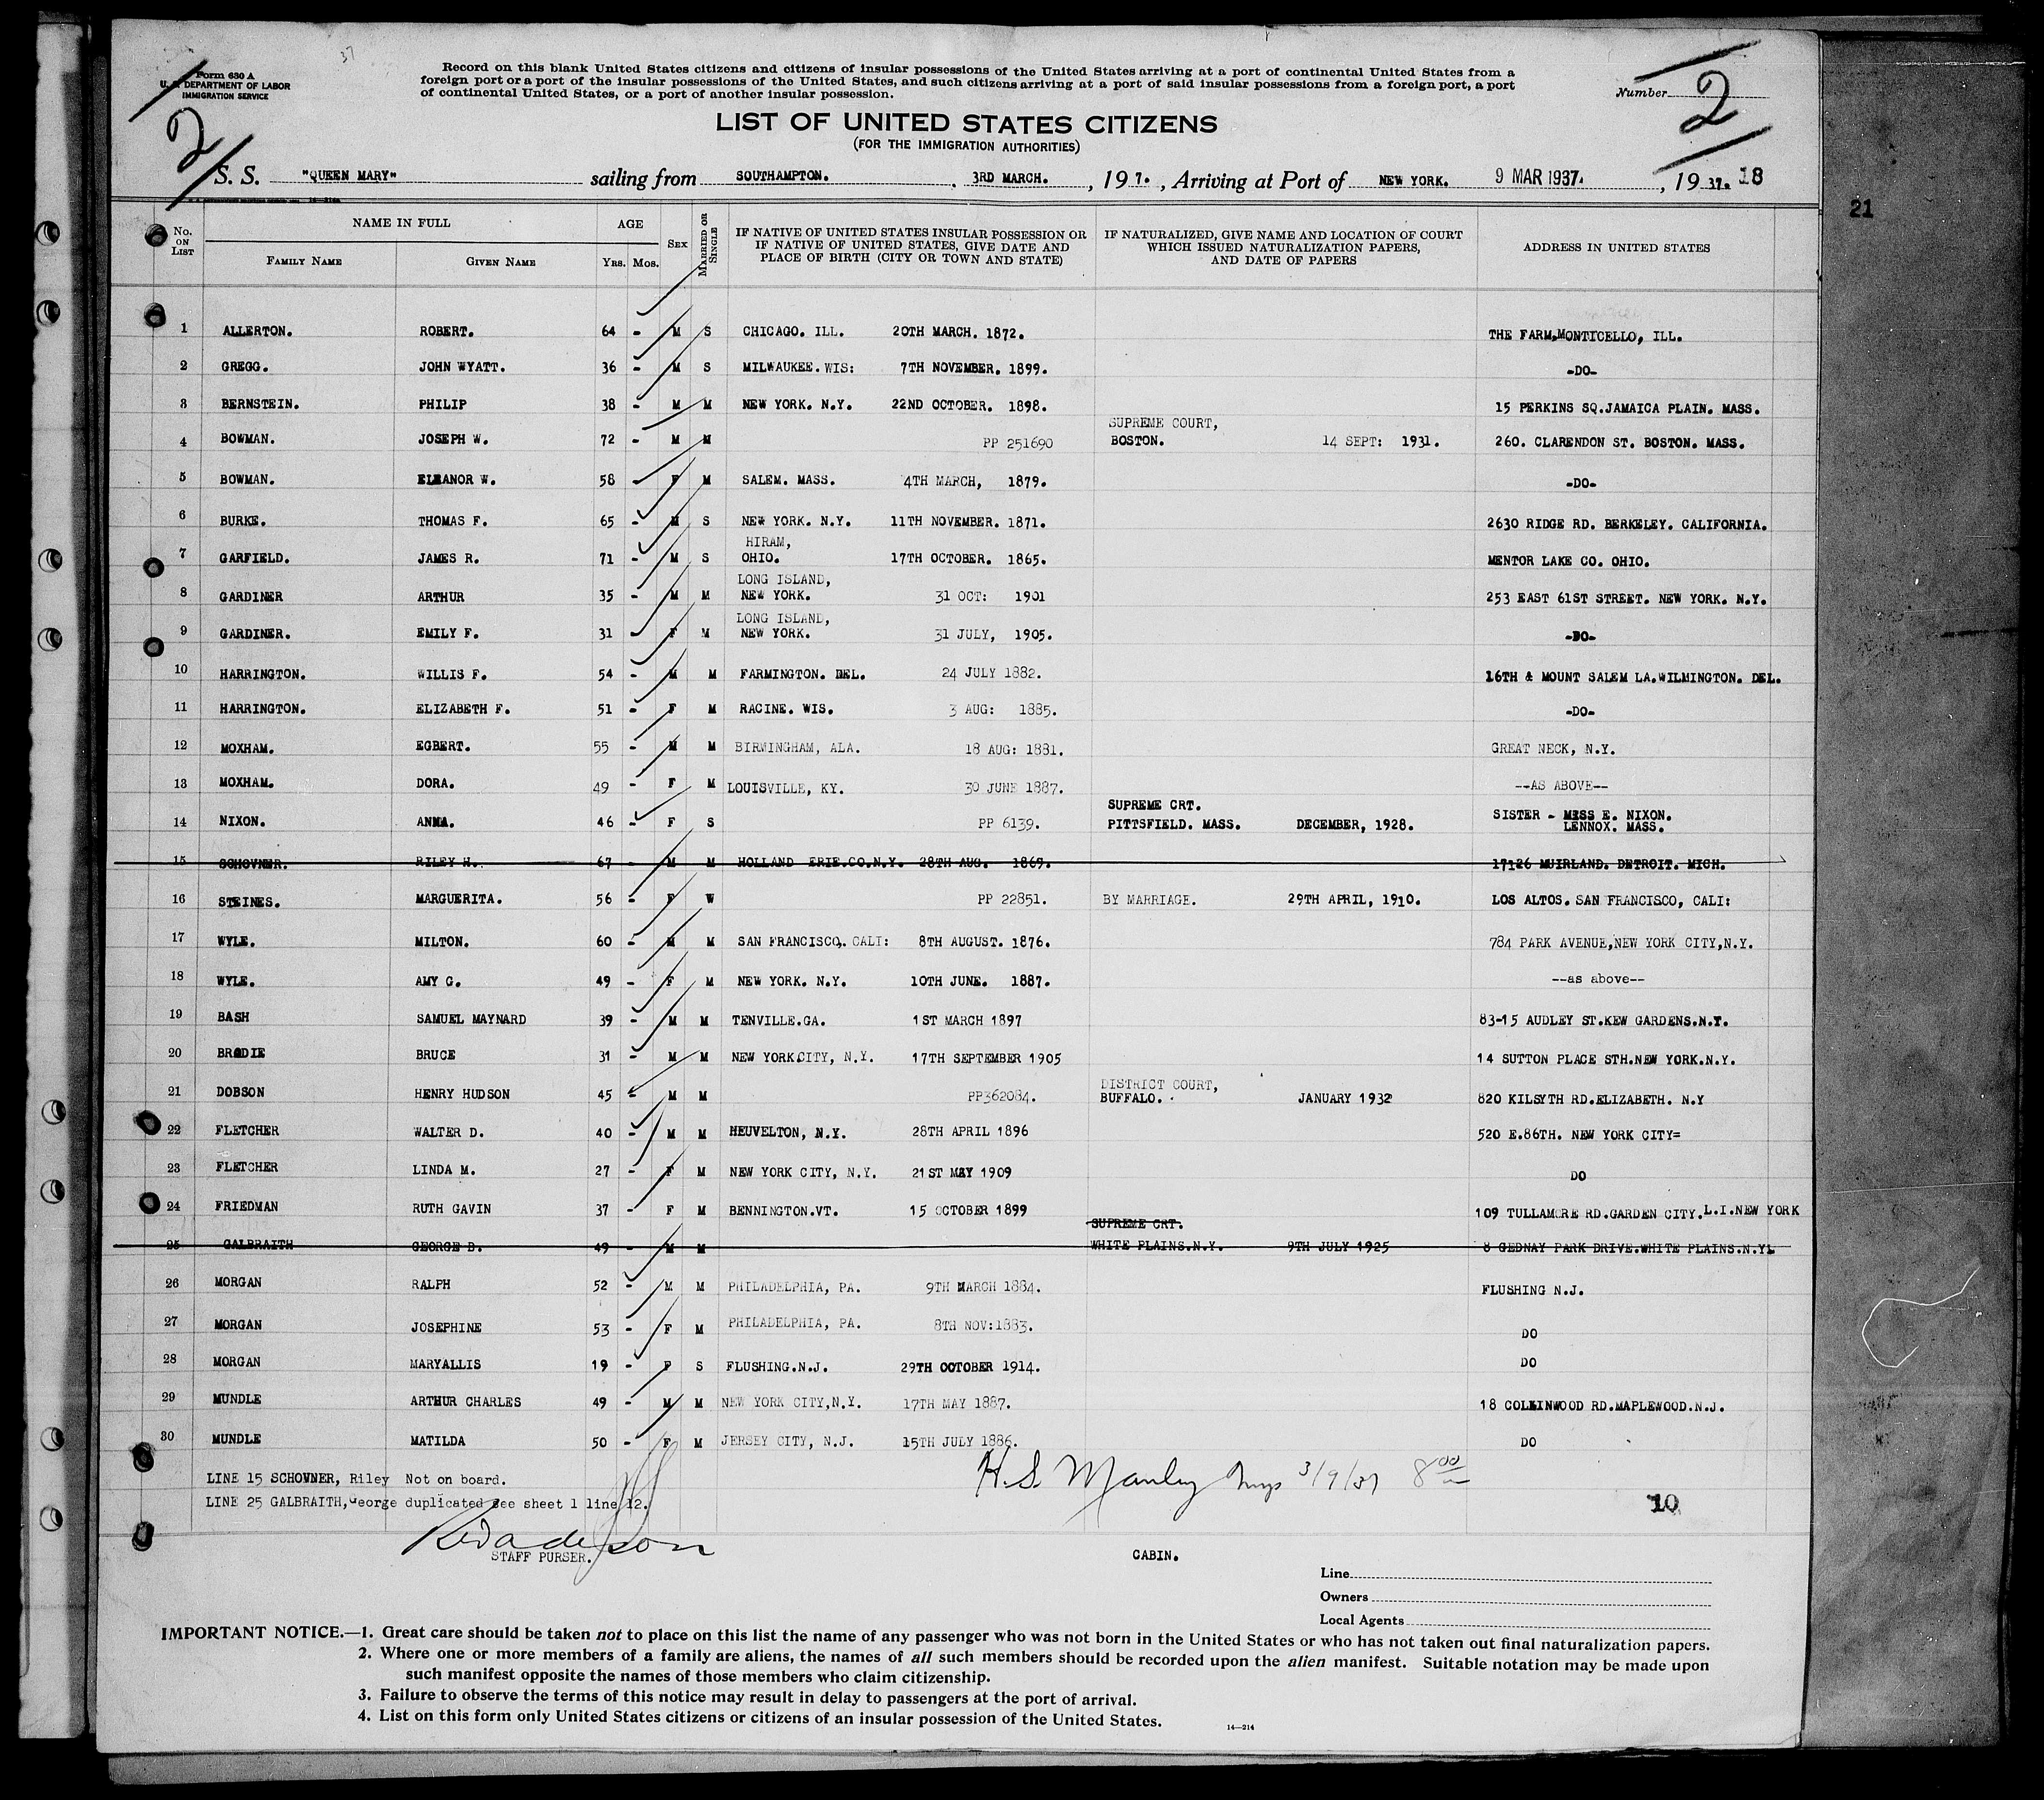 37
Form 630 A
U. S. DEPARTMENT OF LABOR
IMMIGRATION SERVICE
Record on this blank United States citizens and citizens of insular possessions of the United States arriving at a port of continental United States from a
foreign port or a port of the insular possessions of the United States, and such citizens arriving at a port of said insular possessions from a foreign port, a port
of continental United States, or a port of another insular possession.
Number 2
2
LIST OF UNITED STATES CITIZENS
(FOR THE IMMIGRATION AUTHORITIES)
S. S. "QUEEN MARY" sailing from SOUTHAMPTON. , 3RD MARCH. , 19 7. , Arriving at Port of NEW YORK. 9 MAR 1937. , 19 37. 18
21
No. ON LIST NAME IN FULL AGE SEX MARRIED OR SINGLE IF NATIVE OF UNITED STATES INSULAR POSSESSION OR IF NATIVE OF UNITED STATES, GIVE DATE AND PLACE OF BIRTH (CITY OR TOWN AND STATE) IF NATURALIZED, GIVE NAME AND LOCATION OF COURT WHICH ISSUED NATURALIZATION PAPERS, AND DATE OF PAPERS ADDRESS IN UNITED STATES
FAMILY NAME GIVEN NAME YRS. MOS.
1 ALLERTON. ROBERT. 64 - M S CHICAGO. ILL. 20TH MARCH. 1872. THE FARM,MONTICELLO, ILL.
2 GREGG. JOHN WYATT. 36 - M S MILWAUKEE. WIS: 7TH NOVEMBER. 1899. -DO-
3 BERNSTEIN. PHILIP 38 - M M NEW YORK. N.Y. 22ND OCTOBER. 1898. 15 PERKINS SQ.JAMAICA PLAIN. MASS.
SUPREME COURT,
4 BOWMAN. JOSEPH W. 72 - M M PP 251690 BOSTON. 14 SEPT: 1931. 260. CLARENDON ST. BOSTON. MASS.
5 BOWMAN. ELEANOR W. 58 - F M SALEM. MASS. 4TH MARCH, 1879. -DO-
6 BURKE. THOMAS F. 65 - M S NEW YORK. N.Y. 11TH NOVEMBER. 1871. 2630 RIDGE RD. BERKELEY. CALIFORNIA.
HIRAM,
7 GARFIELD. JAMES R. 71 - M S OHIO. 17TH OCTOBER. 1865. MENTOR LAKE CO. OHIO.
LONG ISLAND,
8 GARDINER ARTHUR 35 - M M NEW YORK. 31 OCT: 1901 253 EAST 61ST STREET. NEW YORK. N.Y.
LONG ISLAND,
9 GARDINER. EMILY F. 31 - F M NEW YORK. 31 JULY, 1905. -DO-
10 HARRINGTON. WILLIS F. 54 - M M FARMINGTON. DEL. 24 JULY 1882. 16TH & MOUNT SALEM LA.WILMINGTON. DEL.
11 HARRINGTON. ELIZABETH F. 51 - F M RACINE. WIS. 3 AUG: 1885. -DO-
12 MOXHAM. EGBERT. 55 - M M BIRMINGHAM, ALA. 18 AUG: 1881. GREAT NECK, N.Y.
13 MOXHAM. DORA. 49 - F M LOUISVILLE, KY. 30 JUNE 1887. --AS ABOVE--
SUPREME CRT. SISTER - MISS E. NIXON.
14 NIXON. ANNA. 46 - F S PP 6139. PITTSFIELD. MASS. DECEMBER, 1928. LENNOX. MASS.
15 SCHOVNER. RILEY H. 67 - M M HOLLAND ERIE.CO.N.Y. 28TH AUG. 1869. 17126 MUIRLAND. DETROIT. MICH.
16 STEINES. MARGUERITA. 56 - F W PP 22851. BY MARRIAGE. 29TH APRIL, 1910. LOS ALTOS. SAN FRANCISCO, CALI:
17 WYLE. MILTON. 60 - M M SAN FRANCISCO. CALI: 8TH AUGUST. 1876. 784 PARK AVENUE,NEW YORK CITY,N.Y.
18 WYLE. AMY G. 49 - F M NEW YORK. N.Y. 10TH JUNE. 1887. --as above--
19 BASH SAMUEL MAYNARD 39 - M M TENVILLE.GA. 1ST MARCH 1897 83-15 AUDLEY ST.KEW GARDENS.N.Y.
20 BRODIE BRUCE 31 - M M NEW YORK CITY, N.Y. 17TH SEPTEMBER 1905 14 SUTTON PLACE STH.NEW YORK.N.Y.
DISTRICT COURT,
21 DOBSON HENRY HUDSON 45 - M M PP362084. BUFFALO. JANUARY 1932 820 KILSYTH RD.ELIZABETH. N.Y
22 FLETCHER WALTER D. 40 - M M HEUVELTON, N.Y. 28TH APRIL 1896 520 E.86TH. NEW YORK CITY=
23 FLETCHER LINDA M. 27 - F M NEW YORK CITY, N.Y. 21ST MAY 1909 DO
24 FRIEDMAN RUTH GAVIN 37 - F M BENNINGTON.VT. 15 OCTOBER 1899 109 TULLAMORE RD.GARDEN CITY.L.I.NEW YORK
SUPREME CRT.
25 GALBRAITH GEORGE D. 49 - M M WHITE PLAINS.N.Y. 9TH JULY 1925 8 GEDNAY PARK DRIVE.WHITE PLAINS.N.Y.
26 MORGAN RALPH 52 - M M PHILADELPHIA, PA. 9TH MARCH 1884. FLUSHING N.J.
27 MORGAN JOSEPHINE 53 - F M PHILADELPHIA, PA. 8TH NOV:1883. DO
28 MORGAN MARYALLIS 19 - F S FLUSHING.N.J. 29TH OCTOBER 1914. DO
29 MUNDLE ARTHUR CHARLES 49 - M M NEW YORK CITY,N.Y. 17TH MAY 1887. 18 COLLINWOOD RD.MAPLEWOOD.N.J.
30 MUNDLE MATILDA 50 - F M JERSEY CITY, N.J. 15TH JULY 1886. DO
LINE 15 SCHOVNER, Riley Not on board.
H.S. Manley 3/9/37 8 00
LINE 25 GALBRAITH,George duplicated see sheet 1 line 12.
10
STAFF PURSER. CABIN.
Line
Owners
Local Agents
IMPORTANT NOTICE.—1. Great care should be taken not to place on this list the name of any passenger who was not born in the United States or who has not taken out final naturalization papers.
2. Where one or more members of a family are aliens, the names of all such members should be recorded upon the alien manifest. Suitable notation may be made upon
such manifest opposite the names of those members who claim citizenship.
3. Failure to observe the terms of this notice may result in delay to passengers at the port of arrival.
4. List on this form only United States citizens or citizens of an insular possession of the United States.
14—214